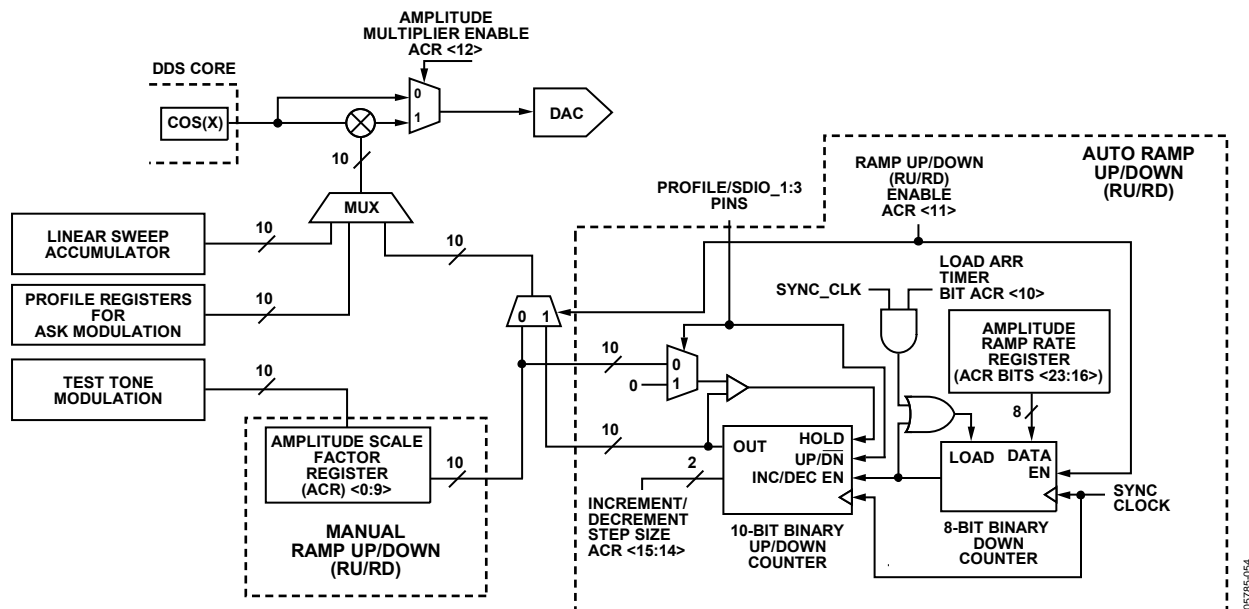 AMPLITUDE
MULTIPLIER ENABLE
ACR <12>
DDS CORE
COS(X)
0
1
DAC
10
MUX
LINEAR SWEEP
ACCUMULATOR
10
PROFILE REGISTERS
FOR
ASK MODULATION
10
TEST TONE
MODULATION
10
10
0 1
AMPLITUDE SCALE
FACTOR
REGISTER
(ACR) <0:9>
10
MANUAL
RAMP UP/DOWN
(RU/RD)
PROFILE/SDIO_1:3
PINS
RAMP UP/DOWN
(RU/RD)
ENABLE
ACR <11>
AUTO RAMP
UP/DOWN
(RU/RD)
SYNC_CLK
LOAD ARR
TIMER
BIT ACR <10>
AMPLITUDE
RAMP RATE
REGISTER
(ACR BITS <23:16>)
8
10
0
0
1
10
OUT
HOLD
UP/DN
INC/DEC EN
2
INCREMENT/
DECREMENT
STEP SIZE
ACR <15:14>
10-BIT BINARY
UP/DOWN
COUNTER
LOAD
DATA
EN
8-BIT BINARY
DOWN
COUNTER
SYNC
CLOCK
05785-054